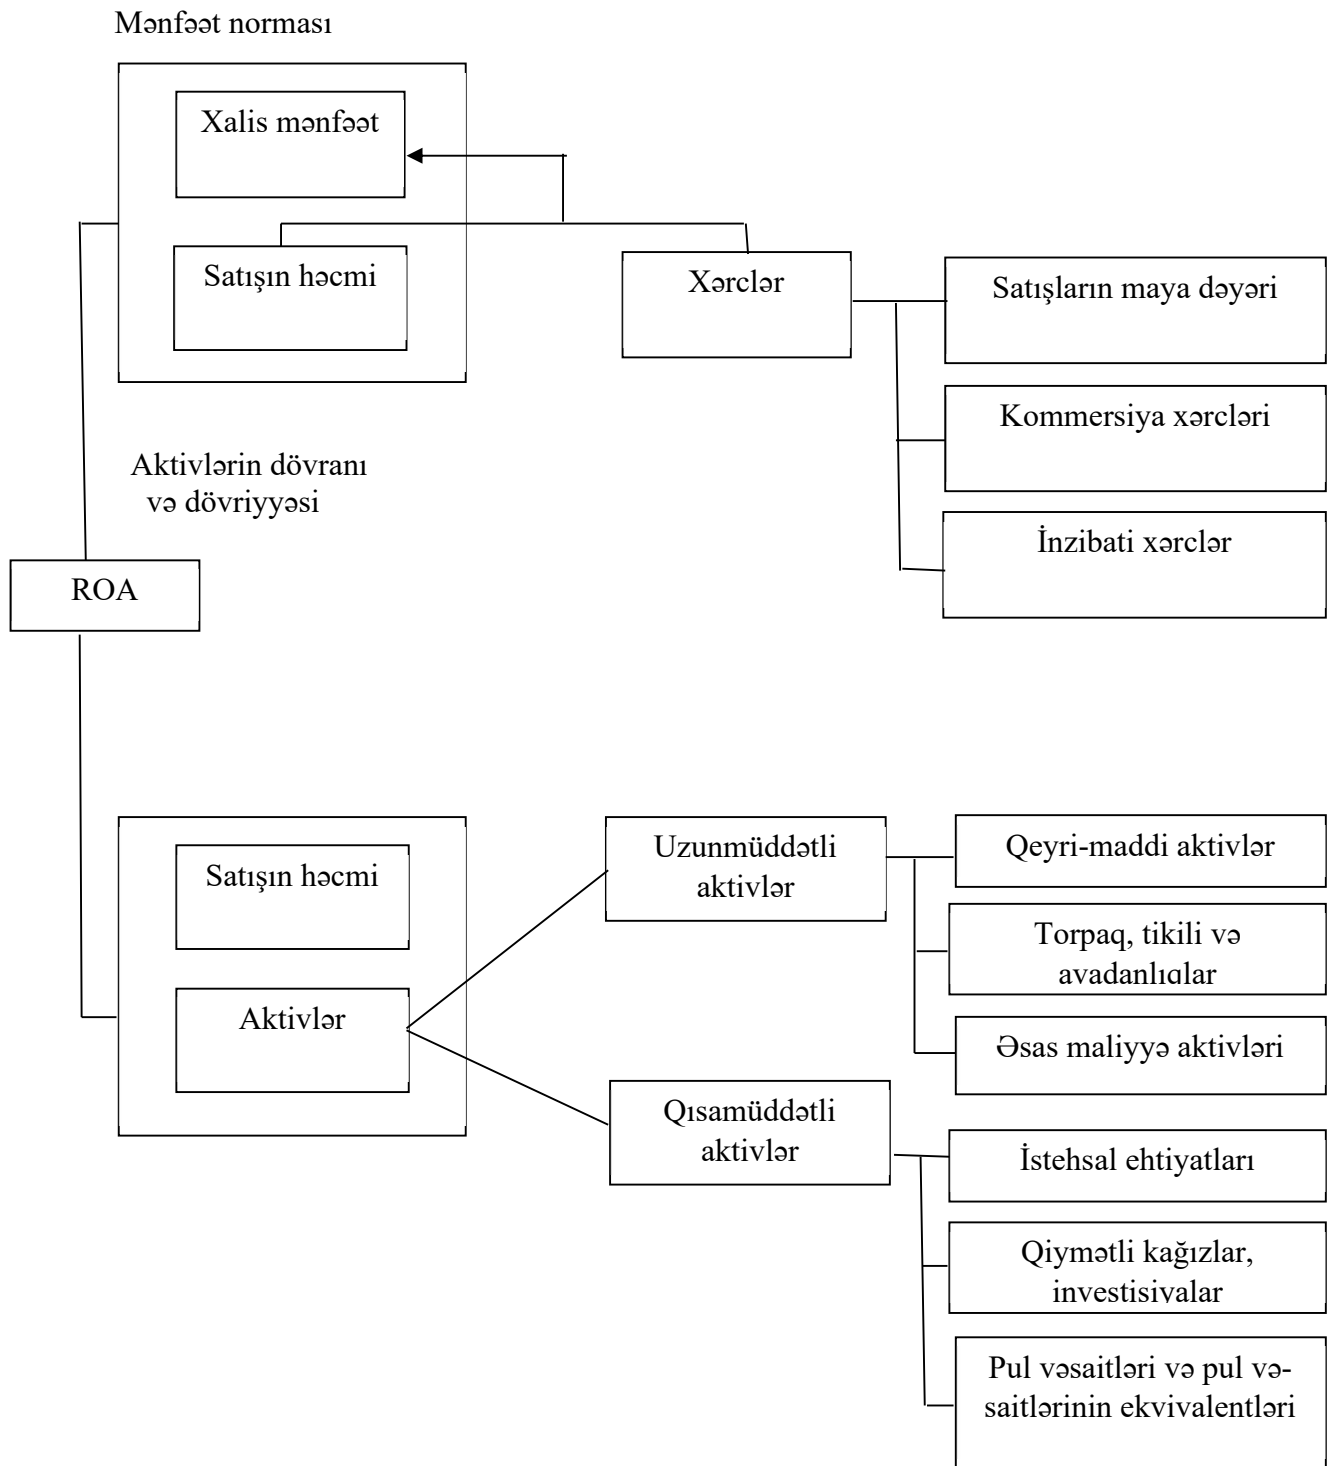 Mənfəət norması
Xalis mənfəət
Satışın həcmi
Xərclər
Satışların maya dəyəri
Kommersiya xərcləri
İnzibati xərclər
Aktivlərin dövranı
və dövriyyəsi
ROA
Satışın həcmi
Aktivlər
Uzunmüddətli
aktivlər
Qeyri-maddi aktivlər
Torpaq, tikili və
avadanlıqlar
Əsas maliyyə aktivləri
Qısamüddətli
aktivlər
İstehsal ehtiyatları
Qiymətli kağızlar,
investisiyalar
Pul vəsaitləri və pul və-
saitlərinin ekvivalentləri